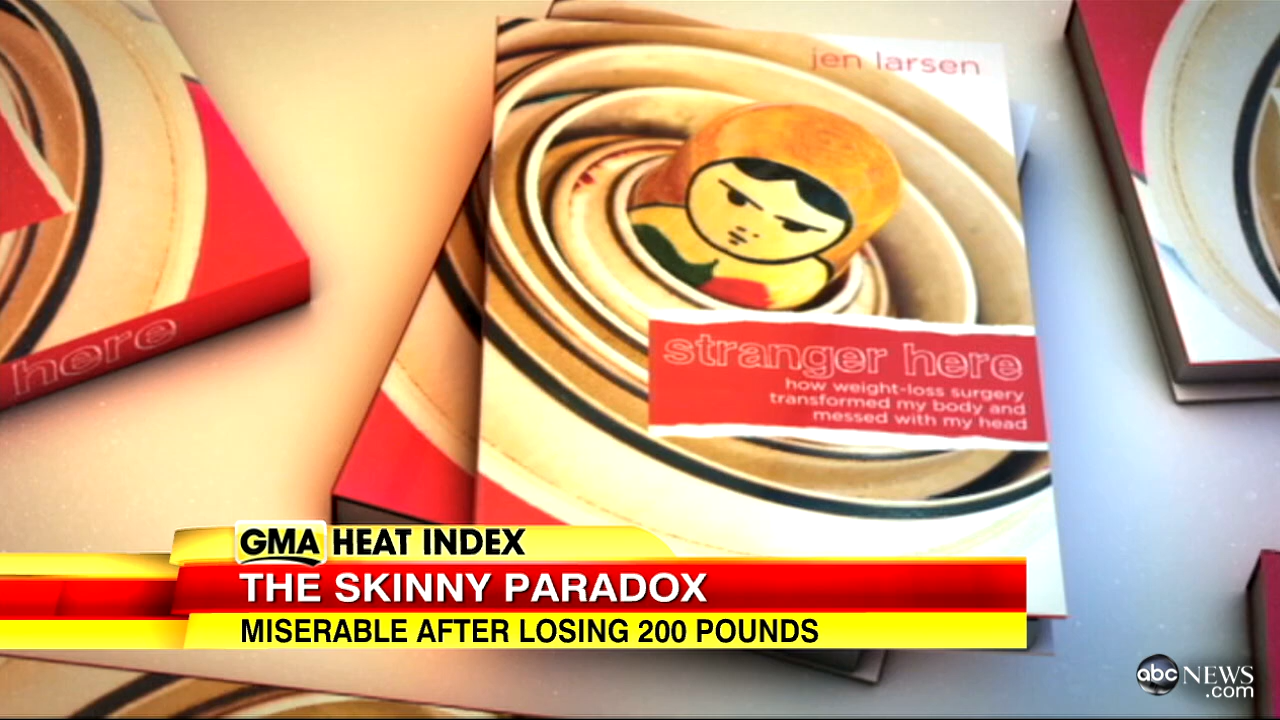 jen larsen
stranger here
how weight-loss surgery
transformed my body and
messed with my head
here
GMA HEAT INDEX
THE SKINNY PARADOX
MISERABLE AFTER LOSING 200 POUNDS
abc NEWS
.com